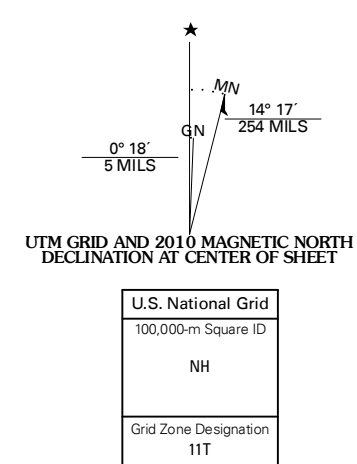 ★
MN
14° 17´
254 MILS
GN
0° 18´
5 MILS
UTM GRID AND 2010 MAGNETIC NORTH
DECLINATION AT CENTER OF SHEET
U.S. National Grid
100,000-m Square ID
NH
Grid Zone Designation
11T